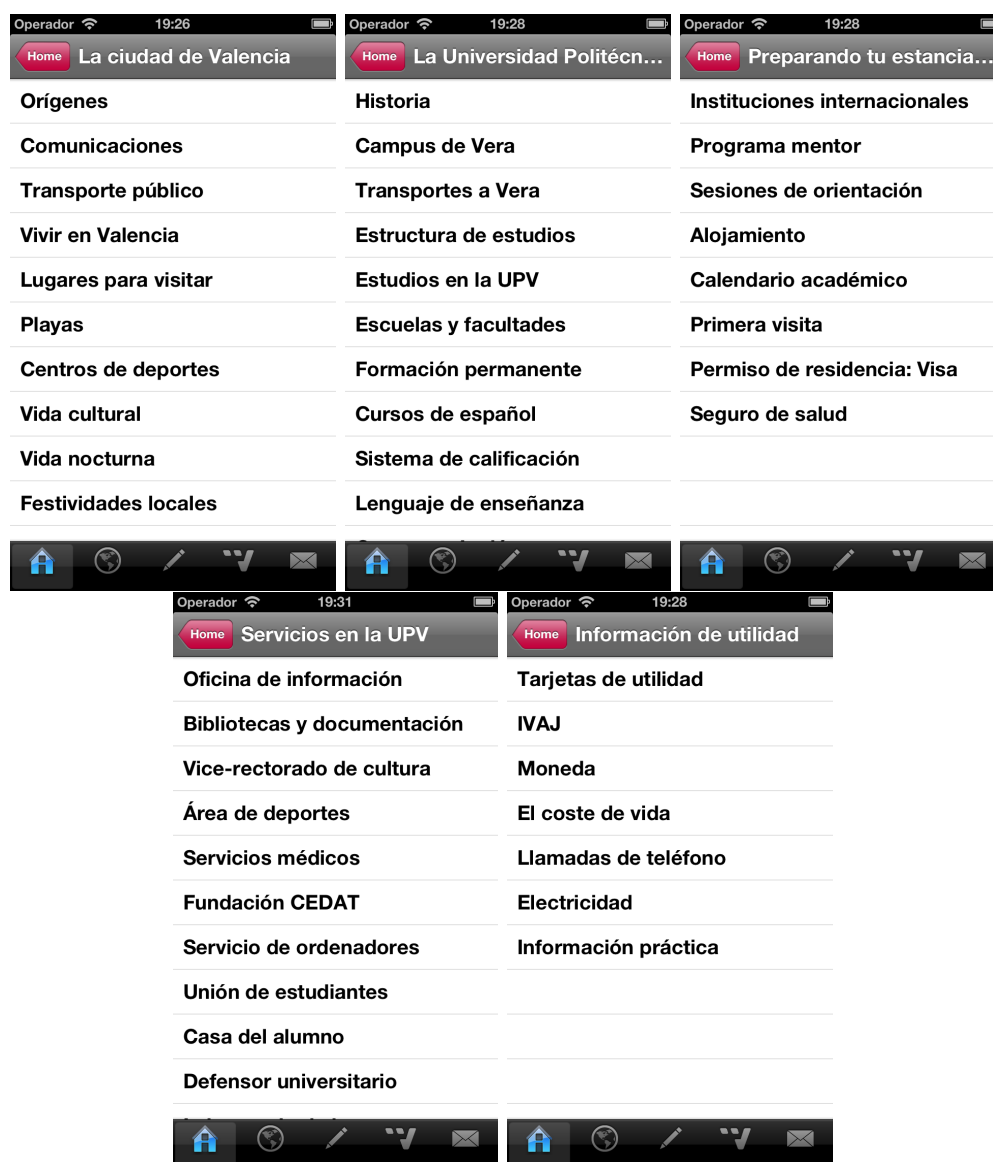 Operador 19:26
Home La ciudad de Valencia
Orígenes
Comunicaciones
Transporte público
Vivir en Valencia
Lugares para visitar
Playas
Centros de deportes
Vida cultural
Vida nocturna
Festividades locales
Operador 19:28
Home La Universidad Politécn...
Historia
Campus de Vera
Transportes a Vera
Estructura de estudios
Estudios en la UPV
Escuelas y facultades
Formación permanente
Cursos de español
Sistema de calificación
Lenguaje de enseñanza
Operador 19:28
Home Preparando tu estancia...
Instituciones internacionales
Programa mentor
Sesiones de orientación
Alojamiento
Calendario académico
Primera visita
Permiso de residencia: Visa
Seguro de salud
Operador 19:31
Home Servicios en la UPV
Oficina de información
Bibliotecas y documentación
Vice-rectorado de cultura
Área de deportes
Servicios médicos
Fundación CEDAT
Servicio de ordenadores
Unión de estudiantes
Casa del alumno
Defensor universitario
Operador 19:28
Home Información de utilidad
Tarjetas de utilidad
IVAJ
Moneda
El coste de vida
Llamadas de teléfono
Electricidad
Información práctica